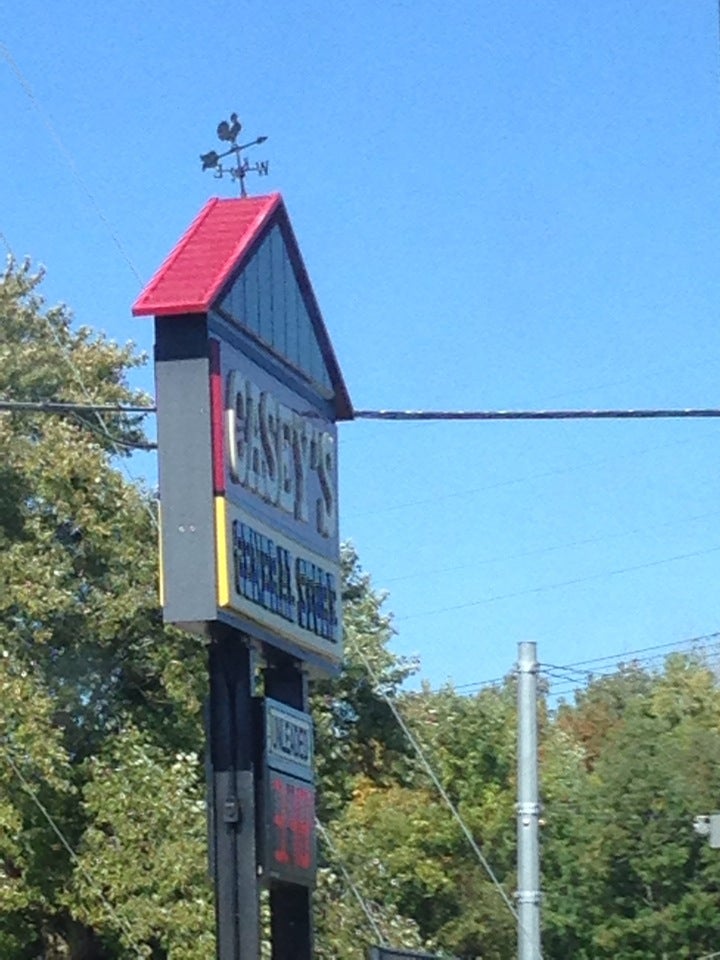 W
CASEY'S
GENERAL STORE
UNLEADED